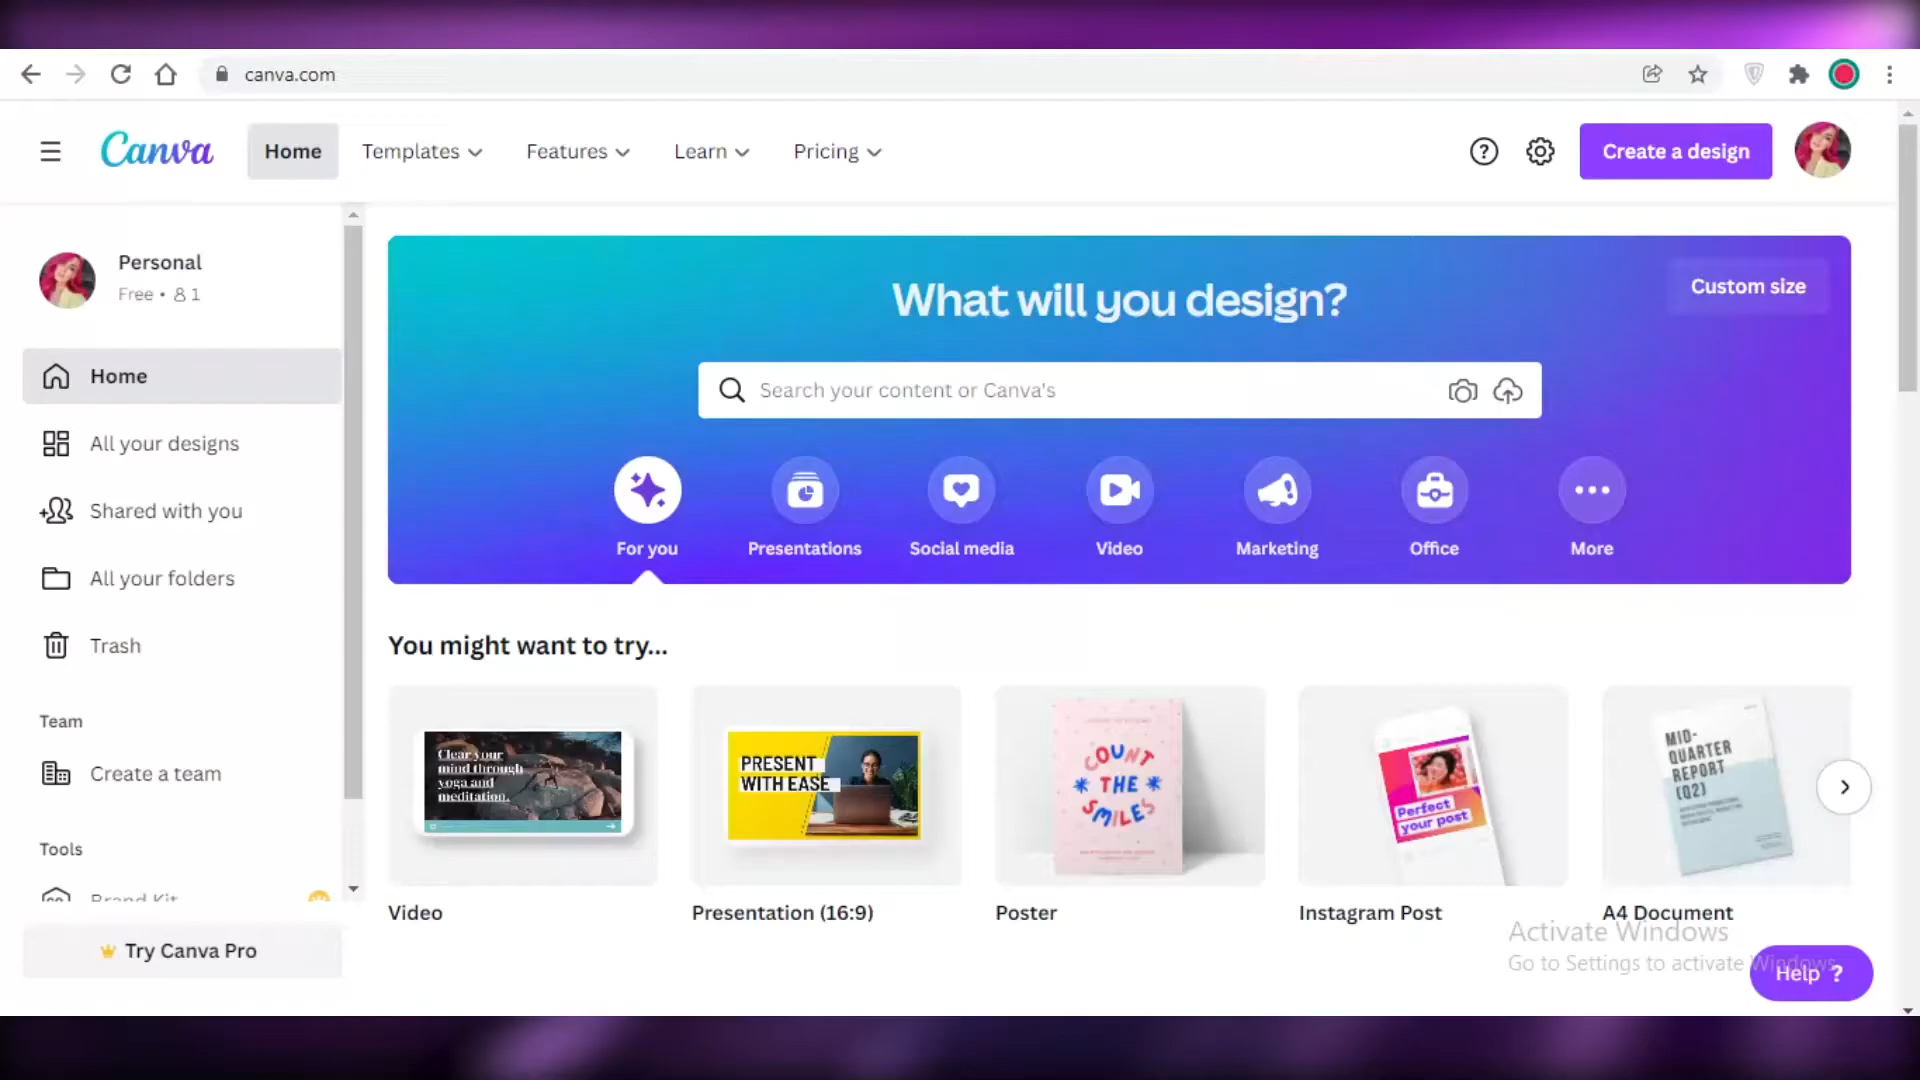 canva.com
Canva
Home
Templates
Features
Learn
Pricing
Create a design
Personal
Free • 1
Home
All your designs
Shared with you
All your folders
Trash
Team
Create a team
Tools
Brand Kit
Try Canva Pro
What will you design?
Custom size
Search your content or Canva's
For you
Presentations
Social media
Video
Marketing
Office
More
You might want to try...
Clear your
mind through
yoga and
meditation.
PRESENT
WITH EASE
COUNT
THE
SMILES
Perfect
your post
MID-
QUARTER
REPORT
(Q2)
Video
Presentation (16:9)
Poster
Instagram Post
A4 Document
Activate Windows
Go to Settings to activate Windows.
Help ?